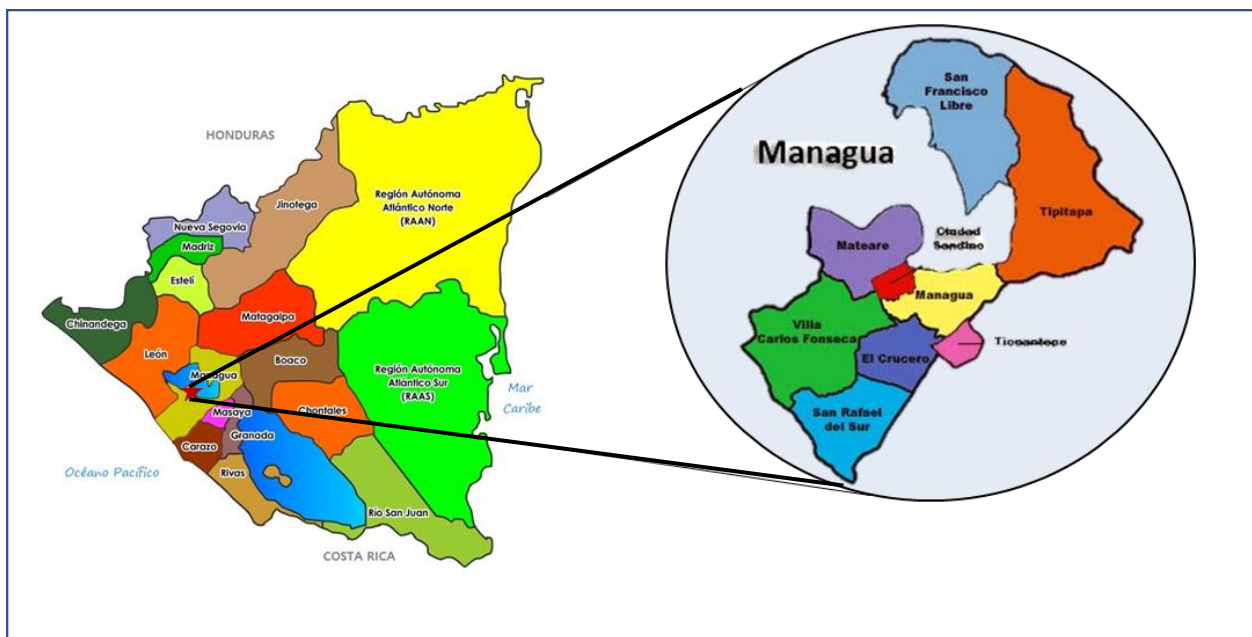 HONDURAS
Jinotega
Región Autónoma
Atlántico Norte
(RAAN)
Nueva Segovia
Madriz
Estelí
Chinandega
Matagalpa
León
Boaco
Managua
Región Autónoma
Atlántico Sur
(RAAS)
Mar
Caribe
Masaya
Chontales
Granada
Carazo
Océano Pacífico
Rivas
Río San Juan
COSTA RICA
Managua
San
Francisco
Libre
Tipitapa
Mateare
Ciudad
Sandino
Managua
Villa
Carlos Fonseca
El Crucero
Ticuantepe
San Rafael
del Sur